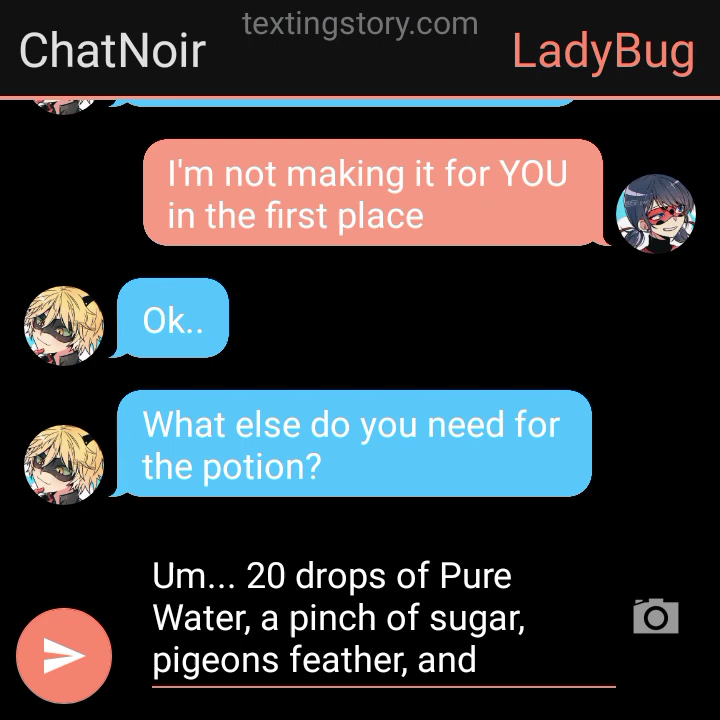 textingstory.com
ChatNoir
LadyBug
I'm not making it for YOU
in the first place
Ok..
What else do you need for
the potion?
Um... 20 drops of Pure
Water, a pinch of sugar,
pigeons feather, and